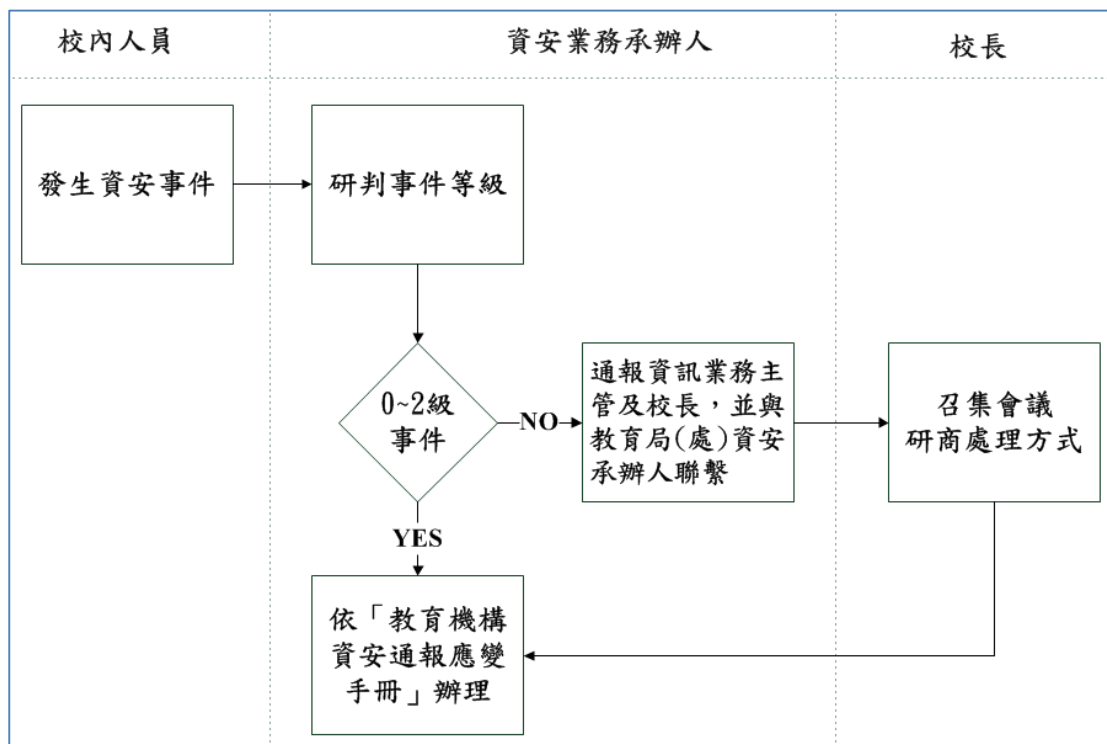 校內人員
資安業務承辦人
校長
發生資安事件
研判事件等級
0~2級
事件
NO
通報資訊業務主
管及校長，並與
教育局(處)資安
承辦人聯繫
召集會議
研商處理方式
YES
依「教育機構
資安通報應變
手冊」辦理